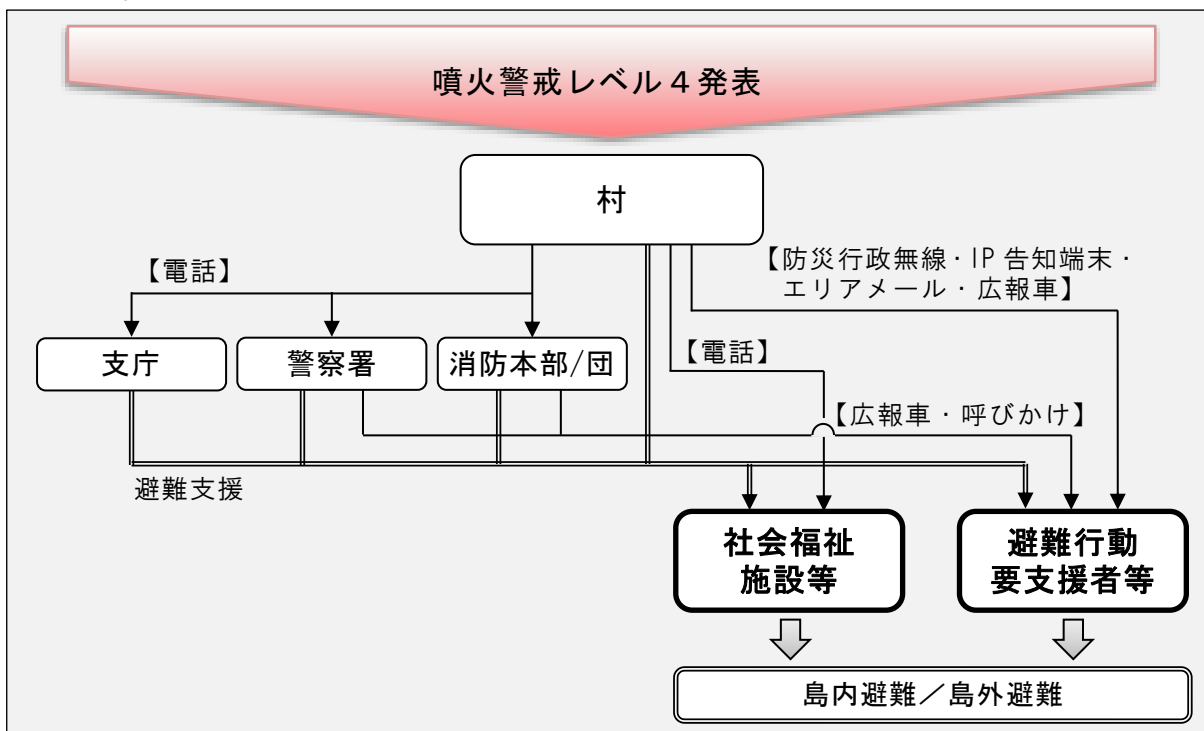 噴火警戒レベル４発表
村
【防災行政無線・IP 告知端末・
エリアメール・広報車】
【電話】
支庁
警察署
消防本部/団
【電話】
【広報車・呼びかけ】
避難支援
社会福祉
施設等
避難行動
要支援者等
島内避難／島外避難